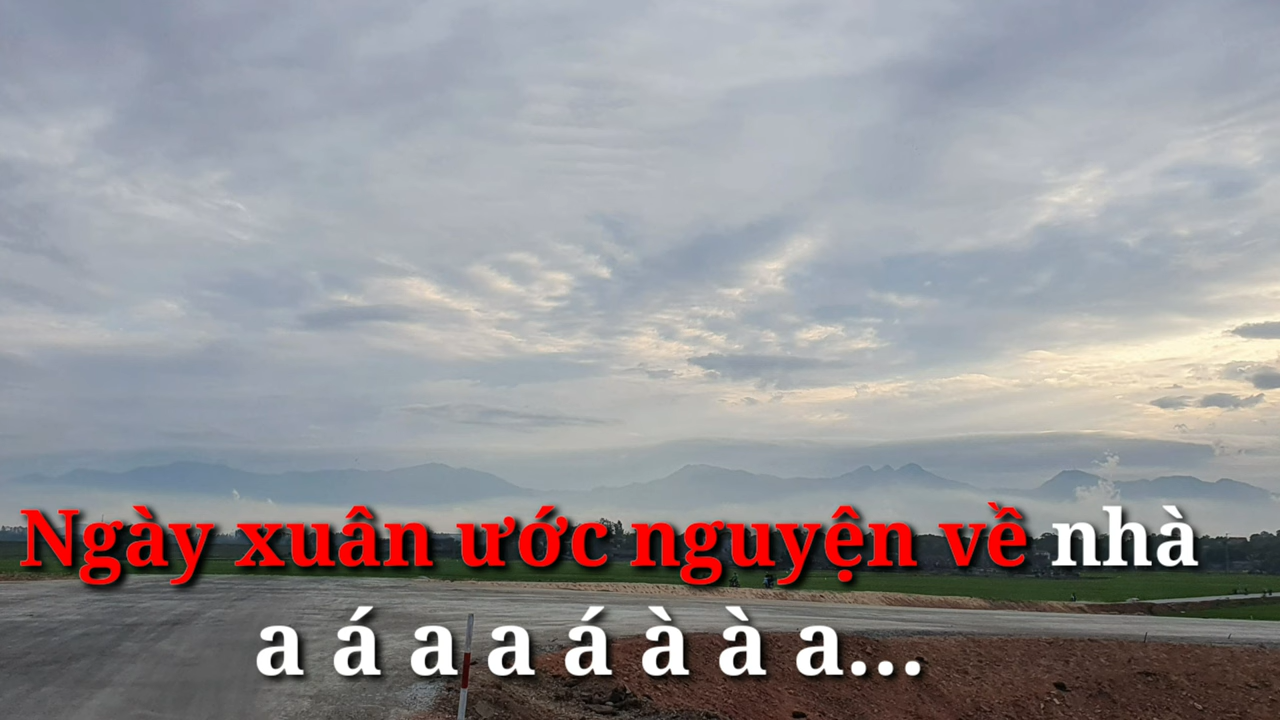 Ngày xuân ước nguyện về nhà
a á a a á à à a...